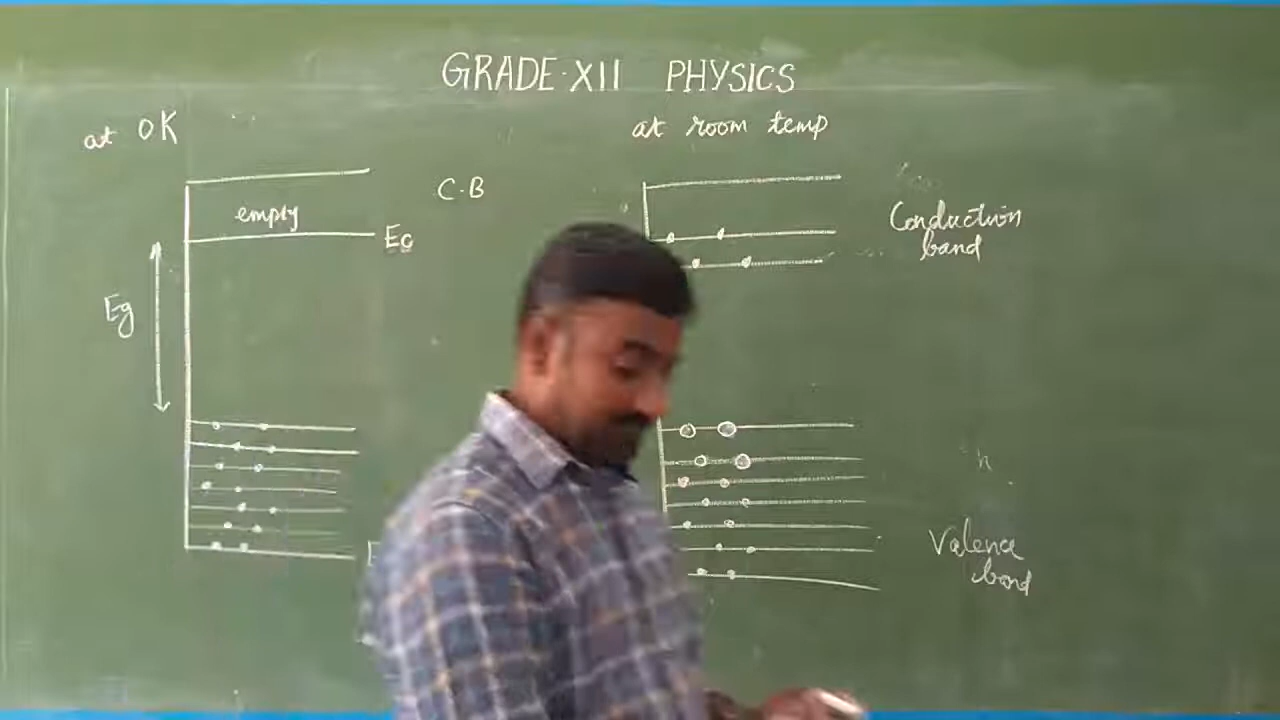 GRADE-XII PHYSICS
at 0K
at room temp
C.B
empty
Ec
Conduction
band
Eg
Valence
band